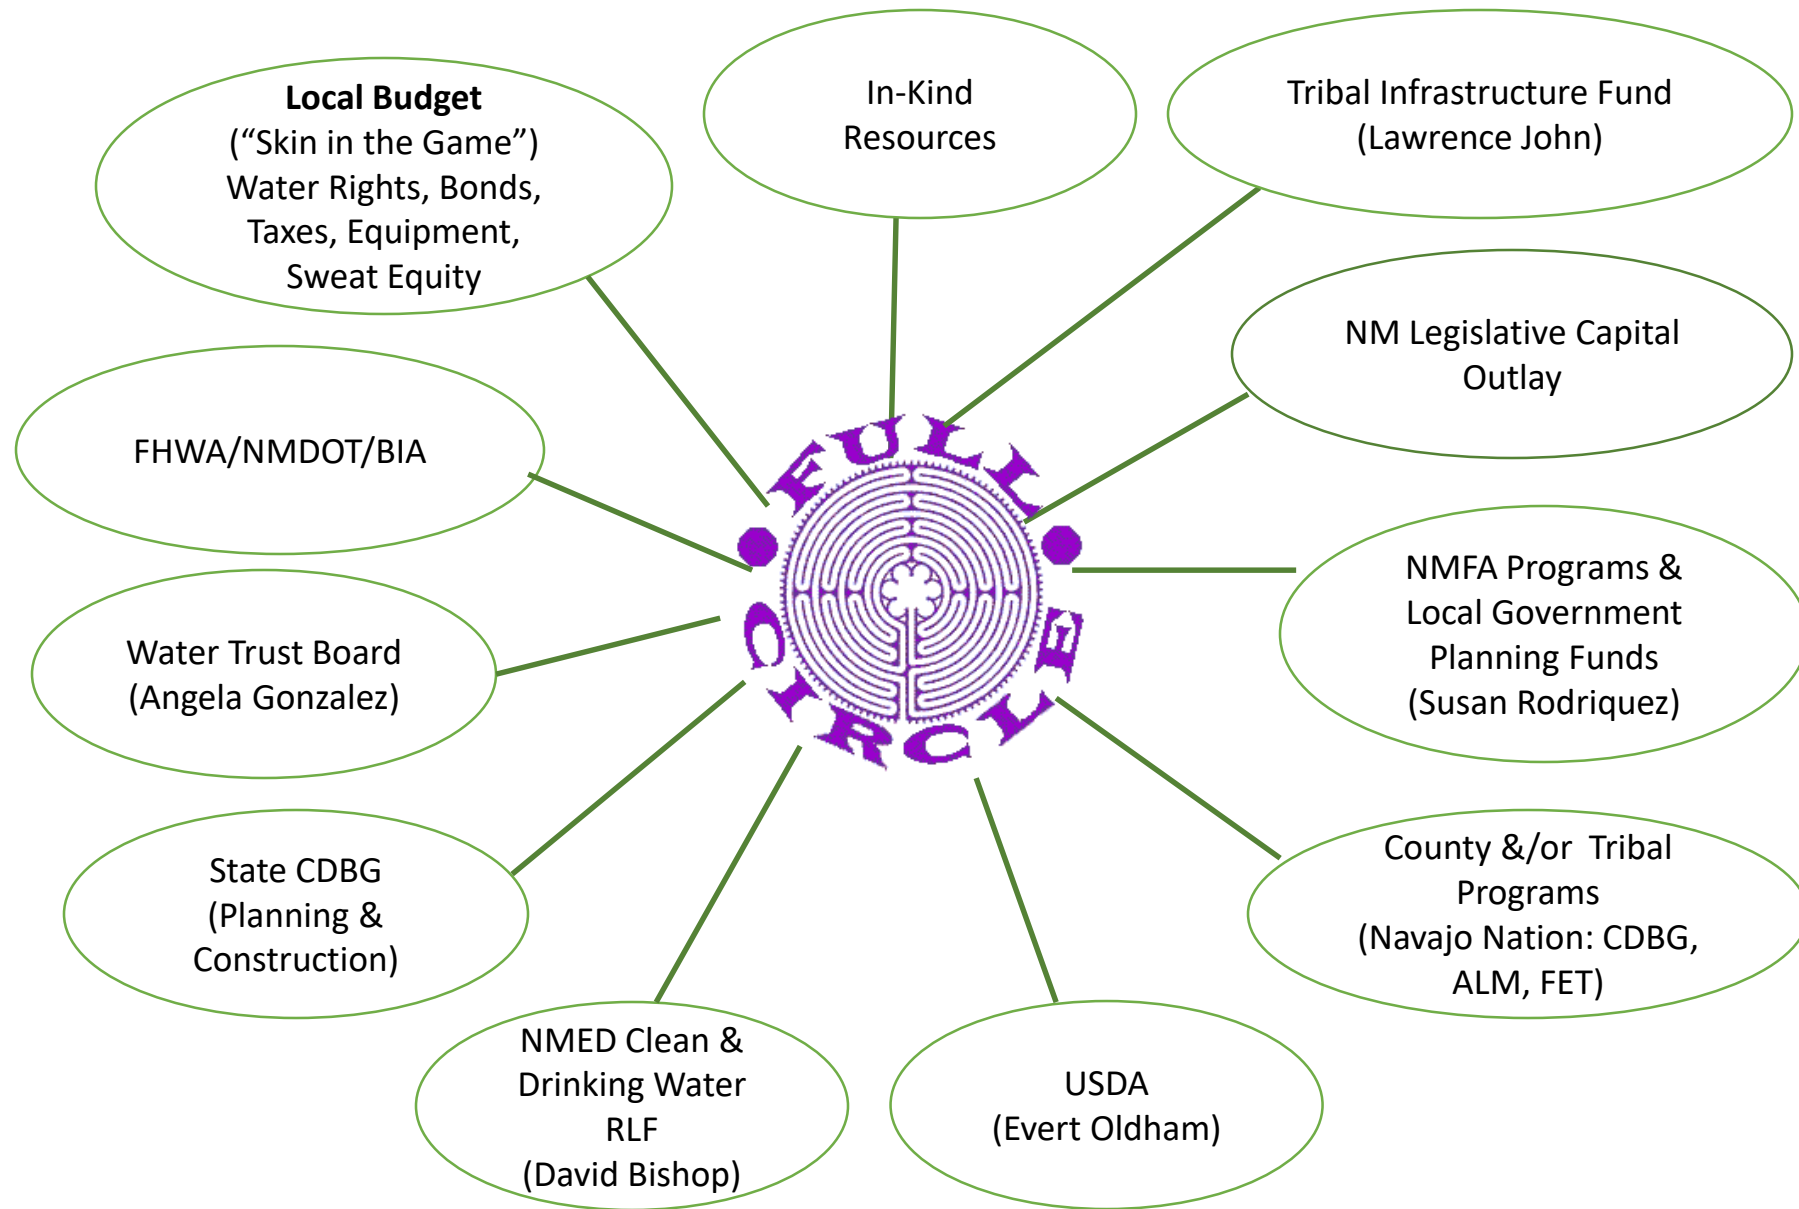 Local Budget
(“Skin in the Game”)
Water Rights, Bonds,
Taxes, Equipment,
Sweat Equity
In-Kind
Resources
Tribal Infrastructure Fund
(Lawrence John)
NM Legislative Capital
Outlay
FHWA/NMDOT/BIA
FULL
CIRCLE
NMFA Programs &
Local Government
Planning Funds
(Susan Rodriquez)
Water Trust Board
(Angela Gonzalez)
County &/or Tribal
Programs
(Navajo Nation: CDBG,
ALM, FET)
State CDBG
(Planning &
Construction)
NMED Clean &
Drinking Water
RLF
(David Bishop)
USDA
(Evert Oldham)